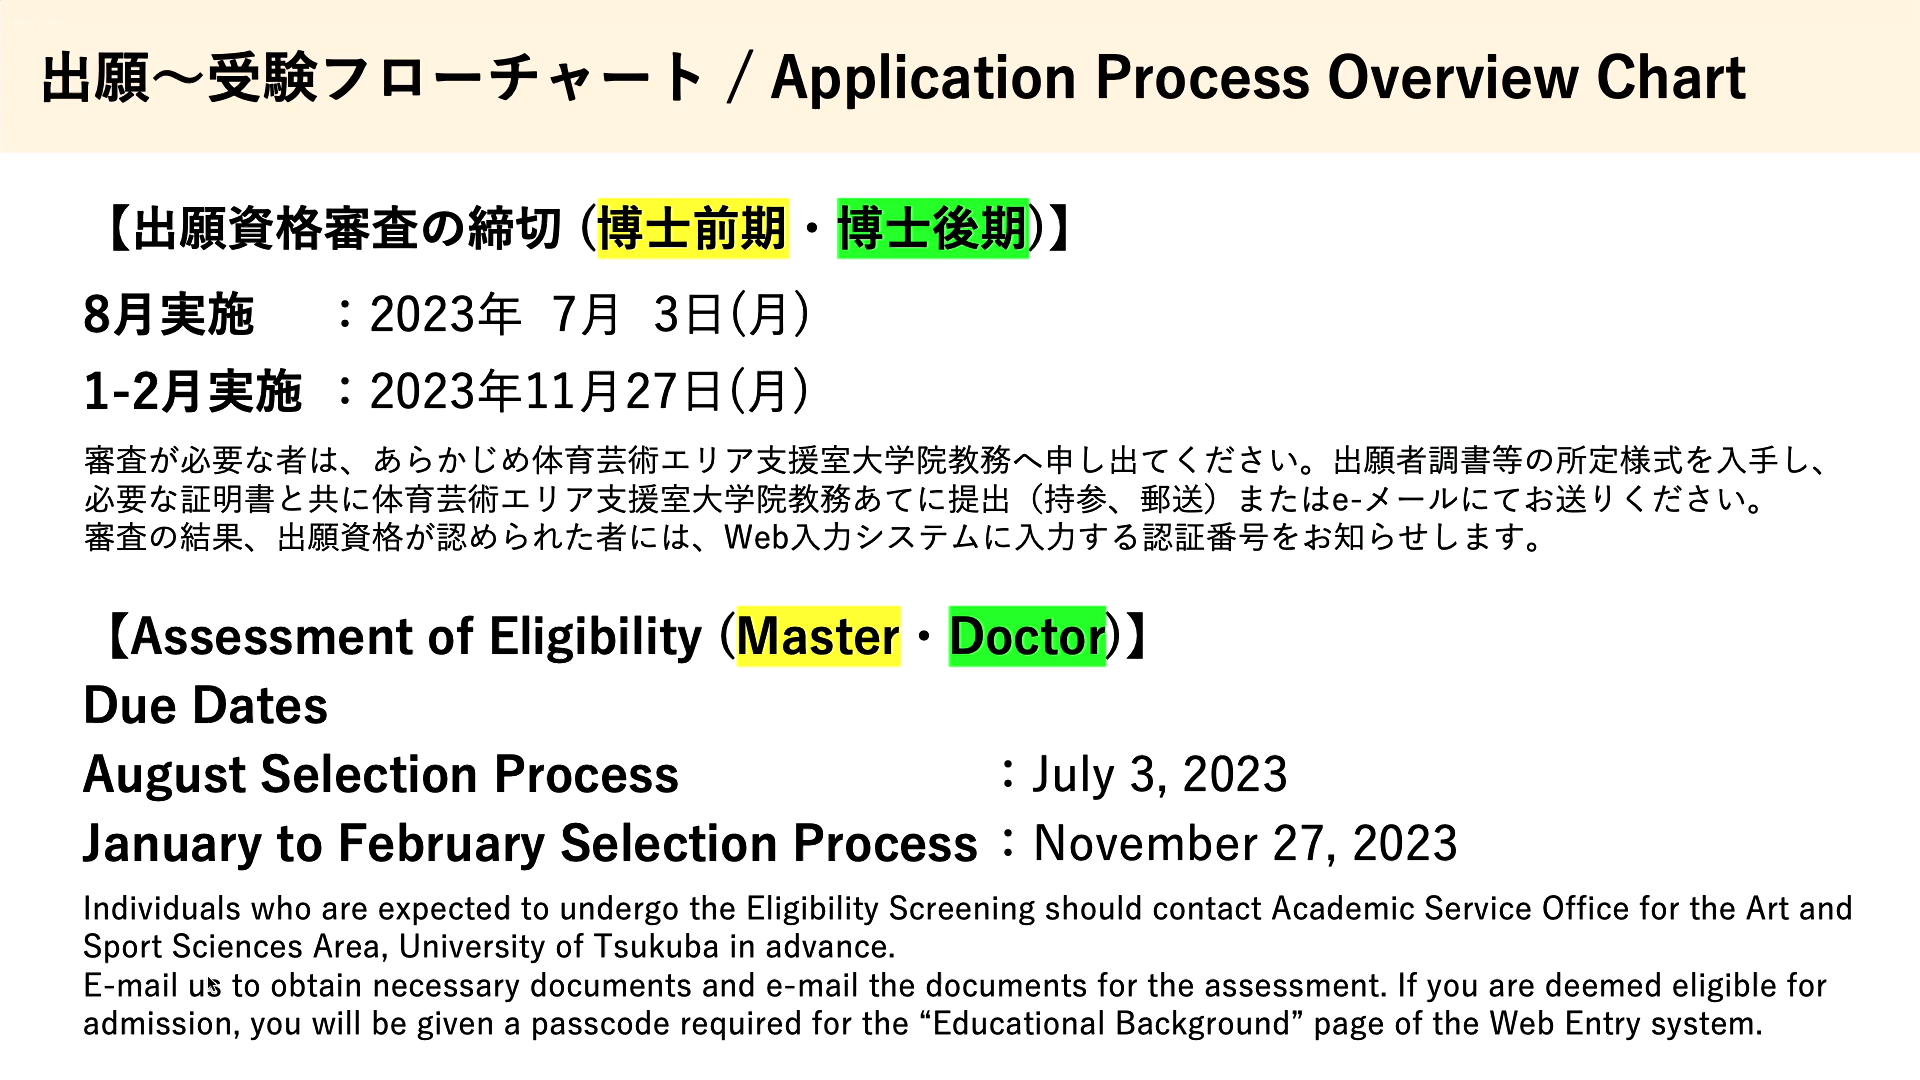 出願～受験フローチャート / Application Process Overview Chart
【出願資格審査の締切 (博士前期・博士後期)】
8月実施 ：2023年 7月 3日(月)
1-2月実施 ：2023年11月27日(月)
審査が必要な者は、あらかじめ体育芸術エリア支援室大学院教務へ申し出てください。出願者調書等の所定様式を入手し、
必要な証明書と共に体育芸術エリア支援室大学院教務あてに提出（持参、郵送）またはe-メールにてお送りください。
審査の結果、出願資格が認められた者には、Web入力システムに入力する認証番号をお知らせします。
【Assessment of Eligibility (Master・Doctor)】
Due Dates
August Selection Process ：July 3, 2023
January to February Selection Process ：November 27, 2023
Individuals who are expected to undergo the Eligibility Screening should contact Academic Service Office for the Art and
Sport Sciences Area, University of Tsukuba in advance.
E-mail us to obtain necessary documents and e-mail the documents for the assessment. If you are deemed eligible for
admission, you will be given a passcode required for the “Educational Background” page of the Web Entry system.